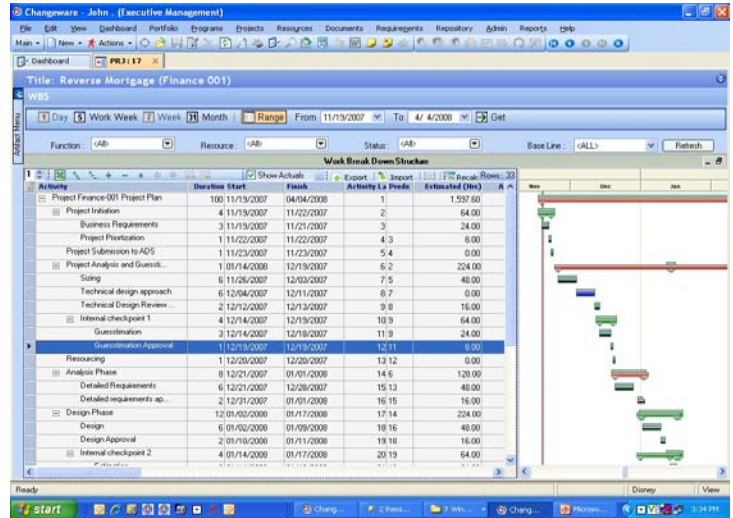 Changeware - John . (Executive Management)
File Edit View Dashboard Portfolio Programs Projects Resources Documents Requirements Repository Admin Reports Help
Main New Actions
Dashboard PRJ: 17
Title: Reverse Mortgage (Finance 001)
WBS
Artifact Menu
Day Work Week Week Month Range From 11/19/2007 To 4/ 4/2008 Get
Function : <All> Resource : <All> Status : <All> Base Line : <ALL> Refresh
Work Break Down Structure
Show Actuals Export Import Recalc Rows : 33
Activity Duration Start Finish Activity La Prede Estimated (Hrs) A Nov Dec JAN
Project Finance-001 Project Plan 100 11/19/2007 04/04/2008 1 1,597.60
Project Initiation 4 11/19/2007 11/22/2007 2 64.00
Business Requirements 3 11/19/2007 11/21/2007 3 24.00
Project Priortization 1 11/22/2007 11/22/2007 4 3 8.00
Project Submission to ADS 1 11/23/2007 11/23/2007 5 4 0.00
Project Analysis and Guessti... 1 01/14/2008 12/19/2007 6 2 224.00
Sizing 6 11/26/2007 12/03/2007 7 5 48.00
Technical design approach 6 12/04/2007 12/11/2007 8 7 0.00
Technical Design Review ... 2 12/12/2007 12/13/2007 9 8 16.00
Internal checkpoint 1 4 12/14/2007 12/19/2007 10 9 64.00
Guesstimation 3 12/14/2007 12/18/2007 11 9 24.00
Guesstimation Approval 1 12/19/2007 12/19/2007 12 11 8.00
Resourcing 1 12/20/2007 12/20/2007 13 12 0.00
Analysis Phase 8 12/21/2007 01/01/2008 14 6 128.00
Detailed Requirements 6 12/21/2007 12/28/2007 15 13 48.00
Detailed requirements ap... 2 12/31/2007 01/01/2008 16 15 16.00
Design Phase 12 01/02/2008 01/17/2008 17 14 224.00
Design 6 01/02/2008 01/09/2008 18 16 48.00
Design Approval 2 01/10/2008 01/11/2008 19 18 16.00
Internal checkpoint 2 4 01/14/2008 01/17/2008 20 19 64.00
Ready Disney View
start Chang... 2 Remi... 7 Win... Chang... Microso... 3:34 PM